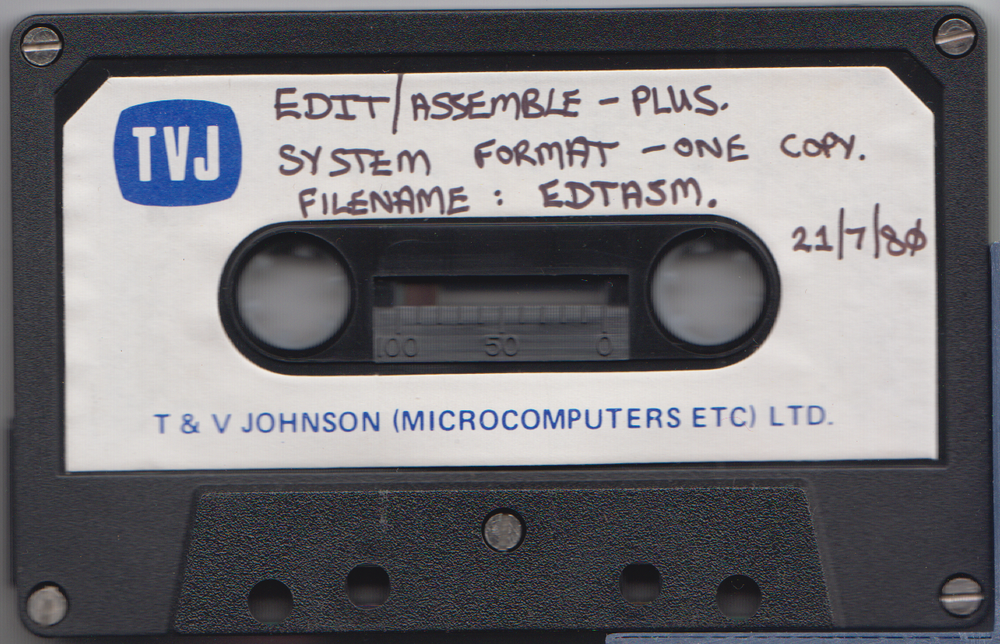 TVJ
EDIT/ASSEMBLE - PLUS.
SYSTEM FORMAT - ONE COPY.
FILENAME : EDTASM.
21/7/80
100 50 0
T & V JOHNSON (MICROCOMPUTERS ETC) LTD.